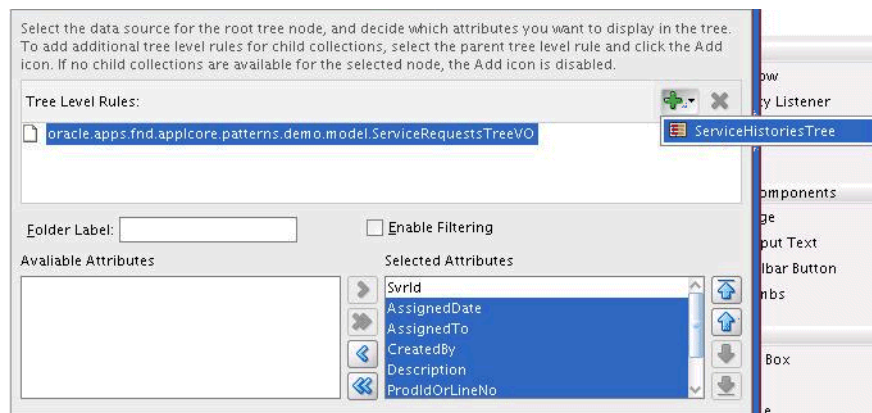 Select the data source for the root tree node, and decide which attributes you want to display in the tree.
To add additional tree level rules for child collections, select the parent tree level rule and click the Add
icon. If no child collections are available for the selected node, the Add icon is disabled.
Tree Level Rules:
oracle.apps.fnd.applcore.patterns.demo.model.ServiceRequestsTreeVO
ServiceHistoriesTree
Folder Label:
Enable Filtering
Avaliable Attributes
Selected Attributes
SvrId
AssignedDate
AssignedTo
CreatedBy
Description
ProdIdOrLineNo
ow
ty Listener
omponents
ge
put Text
lbar Button
nbs
Box